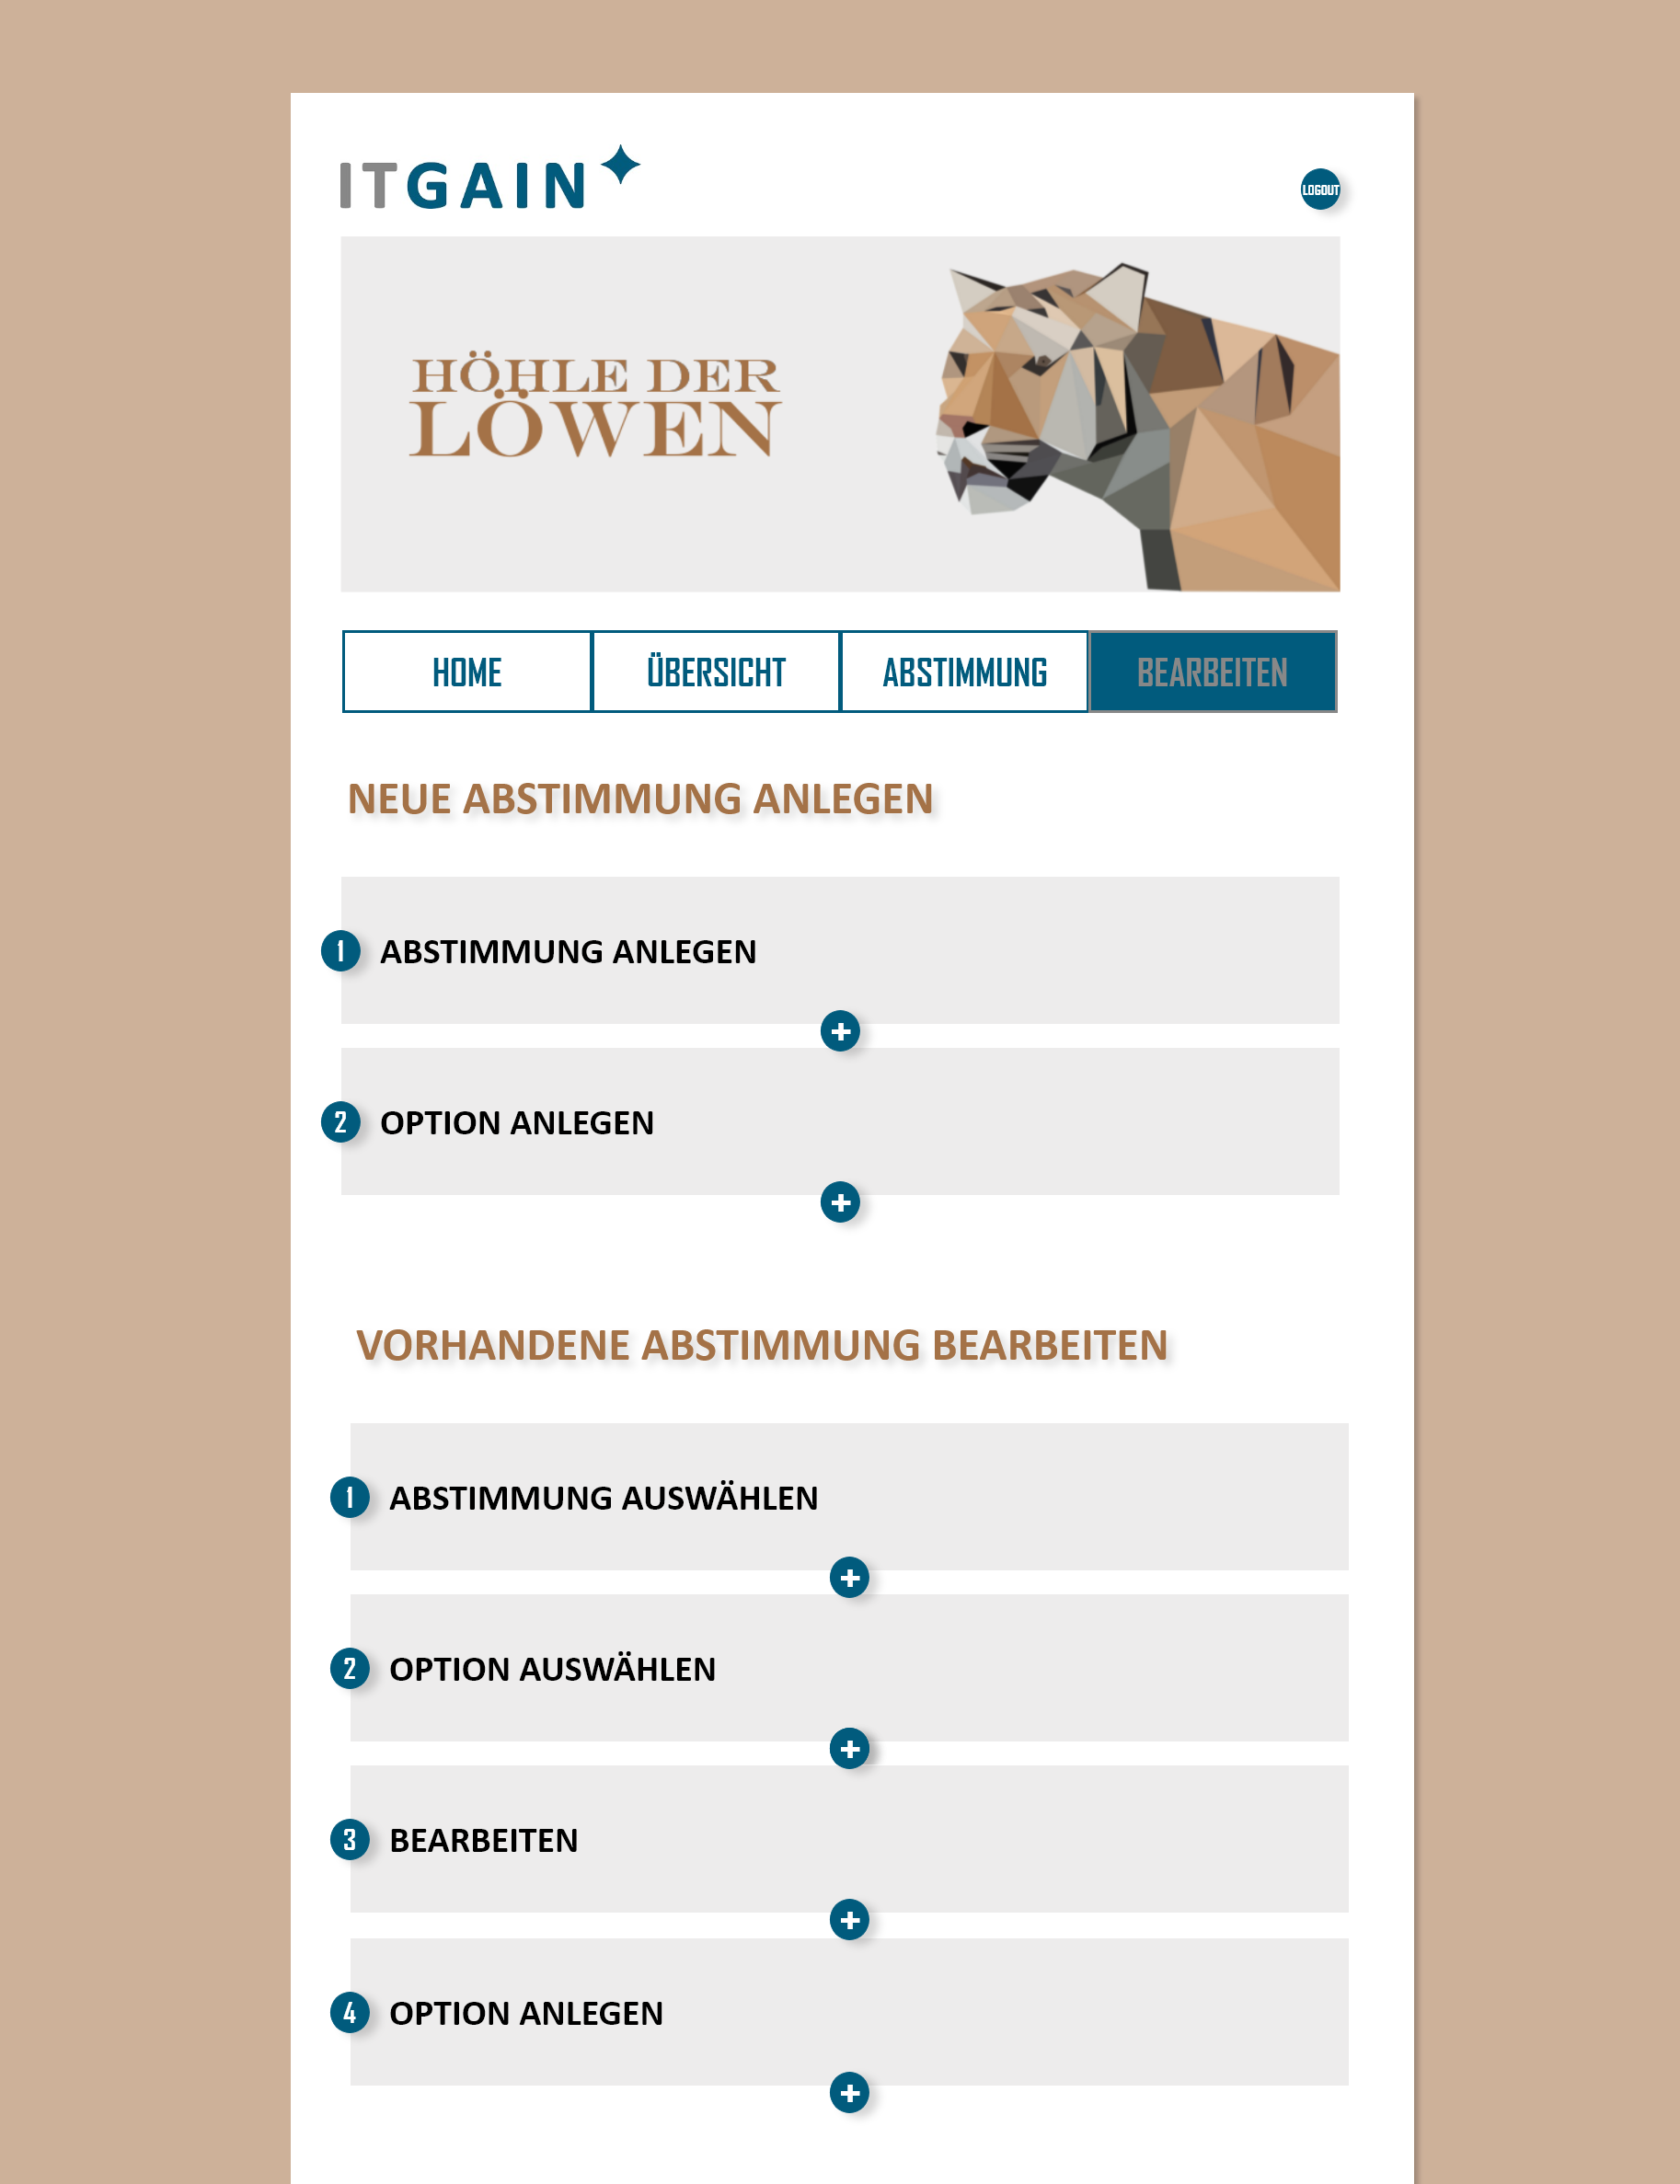 ITGAIN
LOGOUT
HÖHLE DER
LÖWEN
HOME ÜBERSICHT ABSTIMMUNG BEARBEITEN
NEUE ABSTIMMUNG ANLEGEN
1 ABSTIMMUNG ANLEGEN
+
2 OPTION ANLEGEN
+
VORHANDENE ABSTIMMUNG BEARBEITEN
1 ABSTIMMUNG AUSWÄHLEN
+
2 OPTION AUSWÄHLEN
+
3 BEARBEITEN
+
4 OPTION ANLEGEN
+